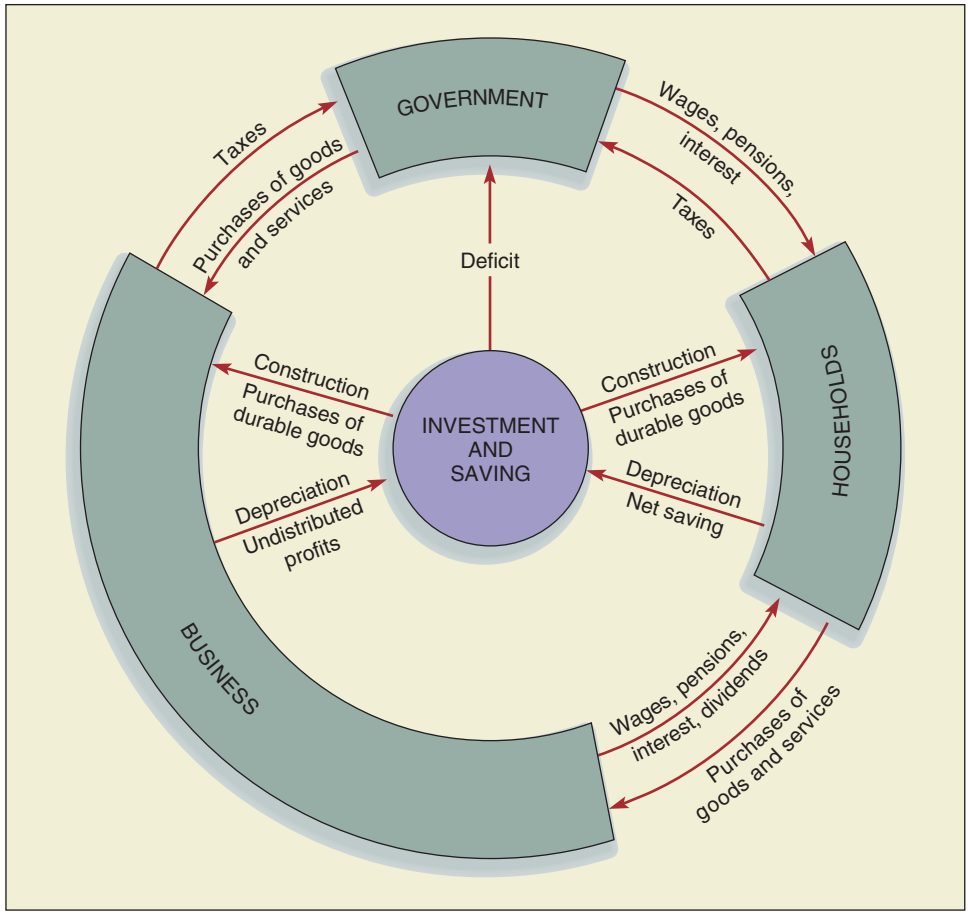 GOVERNMENT
Taxes
Purchases of goods
and services
Wages, pensions,
interest
Taxes
Deficit
Construction
Purchases of
durable goods
Depreciation
Undistributed
profits
INVESTMENT
AND
SAVING
Construction
Purchases of
durable goods
Depreciation
Net saving
HOUSEHOLDS
BUSINESS
Wages, pensions,
interest, dividends
Purchases of
goods and services